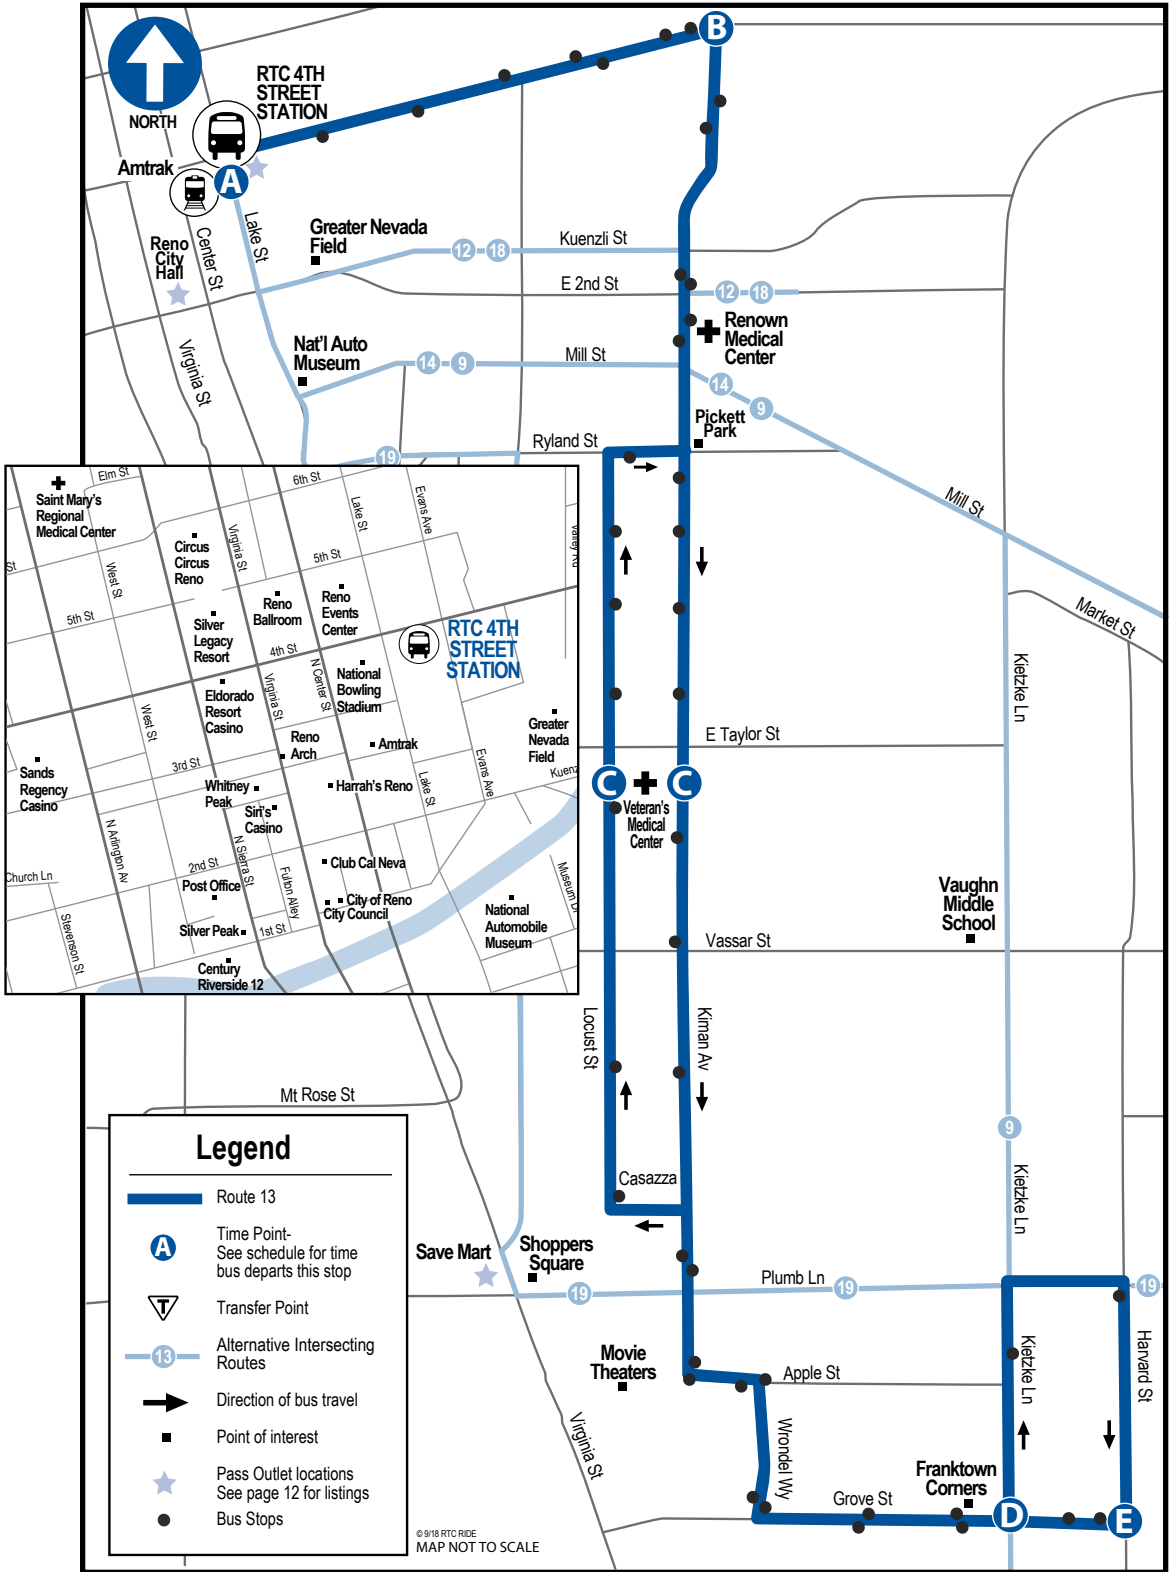 B
RTC 4TH
STREET
STATION
NORTH
Amtrak
A
Lake St
Center St
Reno
City
Hall
Greater Nevada
Field
12
18
Kuenzli St
E 2nd St
12
18
Virginia St
Nat'l Auto
Museum
14
9
Mill St
Renown
Medical
Center
14
9
Pickett
Park
Ryland St
19
Mill St
Market St
Kietzke Ln
E Taylor St
C
C
Veteran's
Medical
Center
Vaughn
Middle
School
Vassar St
Locust St
Kiman Av
Mt Rose St
9
Kietzke Ln
Casazza
Save Mart
Shoppers
Square
19
Plumb Ln
19
19
Movie
Theaters
Apple St
Kietzke Ln
Harvard St
Virginia St
Wrondel Wy
Grove St
Franktown
Corners
D
E
Elm St
6th St
Saint Mary's
Regional
Medical Center
Lake St
Evans Ave
Virginia St
Circus
Circus
Reno
5th St
Valley Rd
St
West St
5th St
Silver
Legacy
Resort
Reno
Ballroom
Reno
Events
Center
RTC 4TH
STREET
STATION
4th St
N Center St
National
Bowling
Stadium
Eldorado
Resort
Casino
Virginia St
West St
Reno
Arch
Amtrak
Greater
Nevada
Field
3rd St
Sands
Regency
Casino
Whitney
Peak
Harrah's Reno
Lake St
Evans Ave
Kuenz
Siri's
Casino
N Arlington Av
N Sierra St
2nd St
Club Cal Neva
Church Ln
Post Office
Fulton Alley
City of Reno
City Council
Museum Dr
National
Automobile
Museum
Stevenson St
Silver Peak
1st St
Century
Riverside 12
Legend
Route 13
A
Time Point-
See schedule for time
bus departs this stop
T
Transfer Point
13
Alternative Intersecting
Routes
Direction of bus travel
Point of interest
Pass Outlet locations
See page 12 for listings
Bus Stops
© 9/18 RTC RIDE
MAP NOT TO SCALE